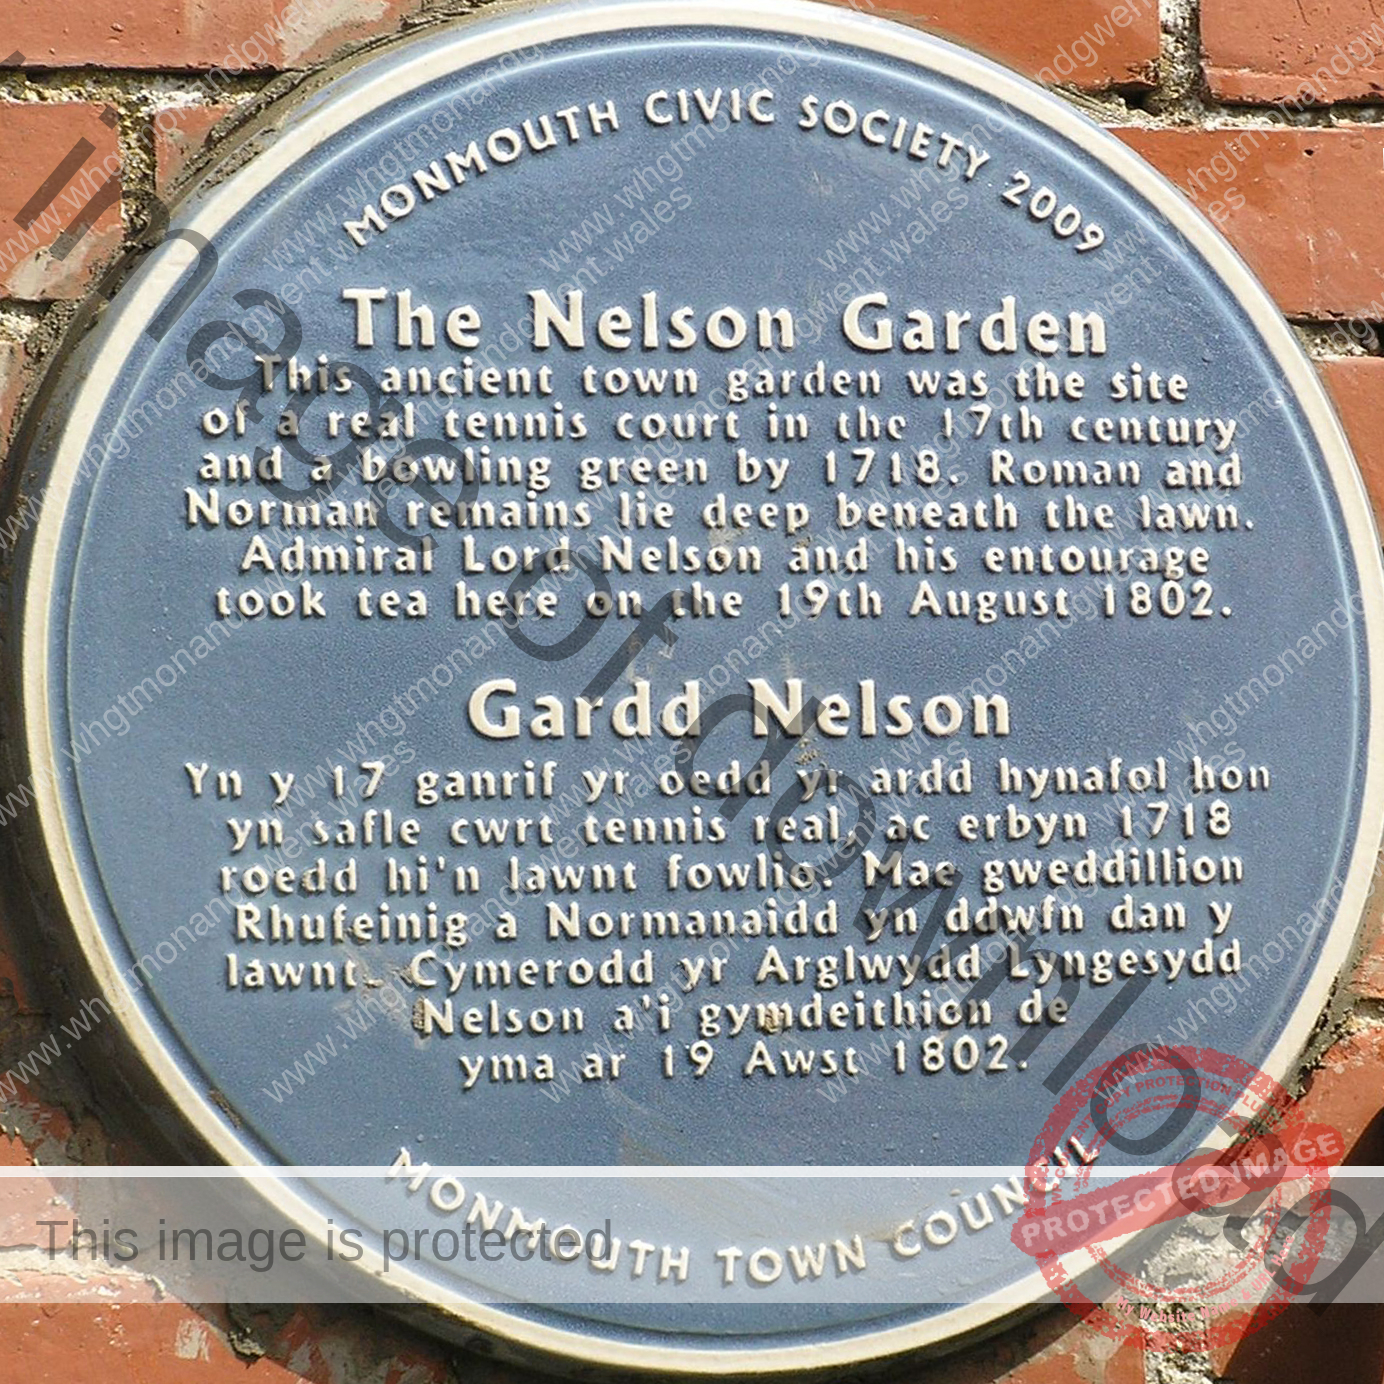 MONMOUTH CIVIC SOCIETY 2009
The Nelson Garden
This ancient town garden was the site
of a real tennis court in the 17th century
and a bowling green by 1718. Roman and
Norman remains lie deep beneath the lawn.
Admiral Lord Nelson and his entourage
took tea here on the 19th August 1802.
Gardd Nelson
Yn y 17 ganrif yr oedd yr ardd hynafol hon
yn safle cwrt tennis real, ac erbyn 1718
roedd hi'n lawnt fowlio. Mae gweddillion
Rhufeinig a Normanaidd yn ddwfn dan y
lawnt. Cymerodd yr Arglwydd Lyngesydd
Nelson a'i gymdeithion de
yma ar 19 Awst 1802.
MONMOUTH TOWN COUNCIL
This image is protected
PROTECTED IMAGE
www.whgtmonandgwent.wales